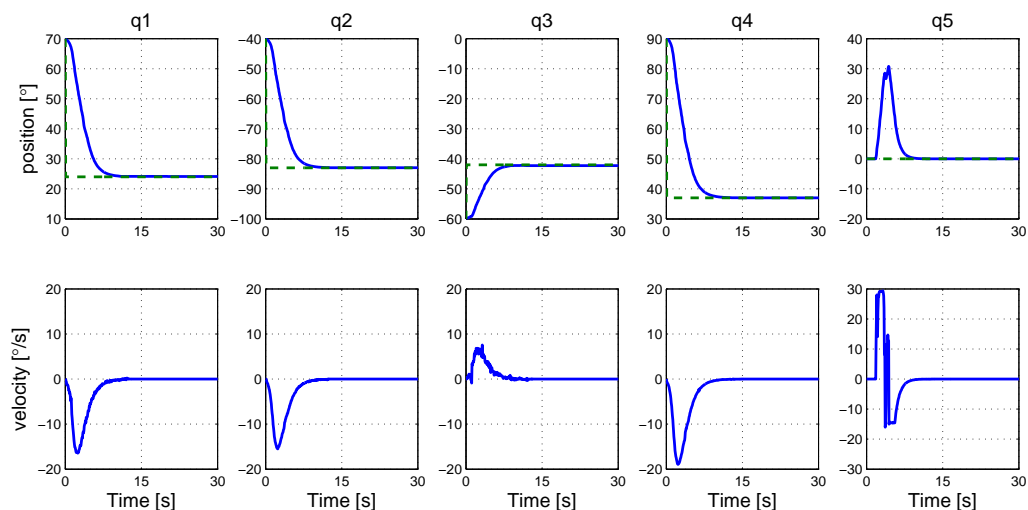 q1 q2 q3 q4 q5
position [°]
70 60 50 40 30 20 10
0 15 30
−40 −50 −60 −70 −80 −90 −100
0 15 30
0 −10 −20 −30 −40 −50 −60
0 15 30
90 80 70 60 50 40 30
0 15 30
40 30 20 10 0 −10 −20
0 15 30
velocity [°/s]
20 10 0 −10 −20
0 15 30
Time [s]
20 10 0 −10 −20
0 15 30
Time [s]
20 10 0 −10 −20
0 15 30
Time [s]
20 10 0 −10 −20
0 15 30
Time [s]
30 20 10 0 −10 −20 −30
0 15 30
Time [s]